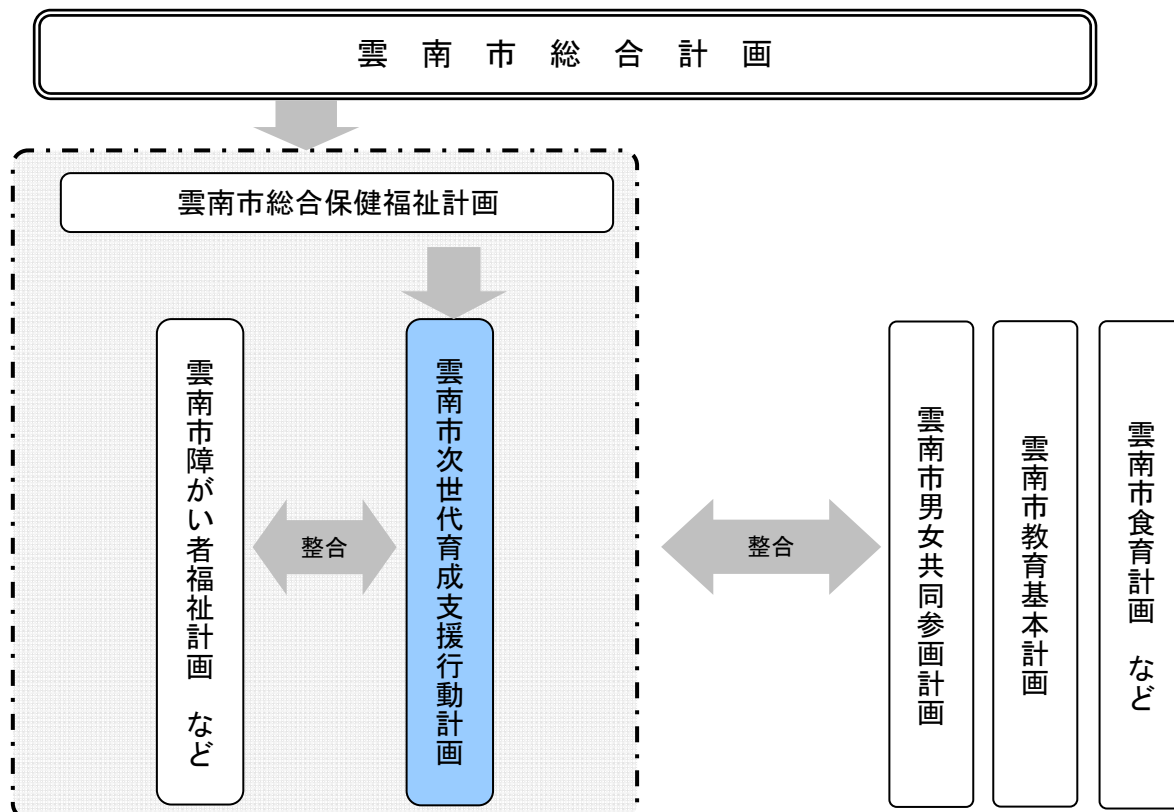 雲南市総合計画
雲南市総合保健福祉計画
雲南市障がい者福祉計画 など
整合
雲南市次世代育成支援行動計画
整合
雲南市男女共同参画計画
雲南市教育基本計画
雲南市食育計画 など